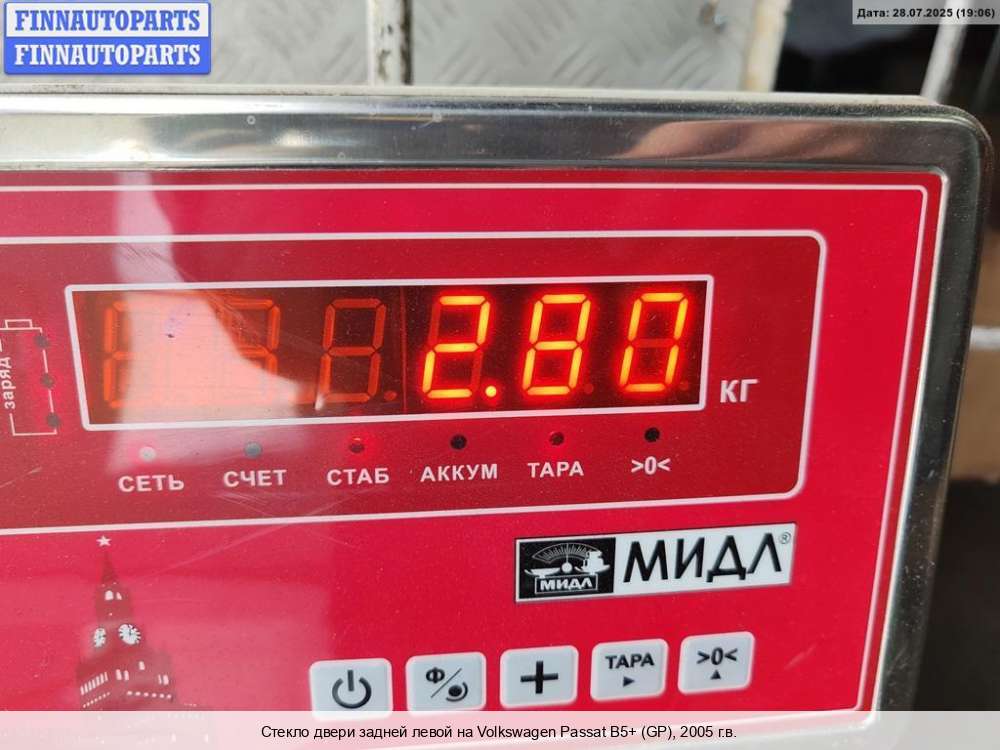 FINNAUTOPARTS
FINNAUTOPARTS
Дата: 28.07.2025 (19:06)
заряд
2.80
КГ
СЕТЬ СЧЕТ СТАБ АККУМ ТАРА >0<
МИДЛ МИДЛ®
Ф
+ ТАРА >0<
Стекло двери задней левой на Volkswagen Passat B5+ (GP), 2005 г.в.